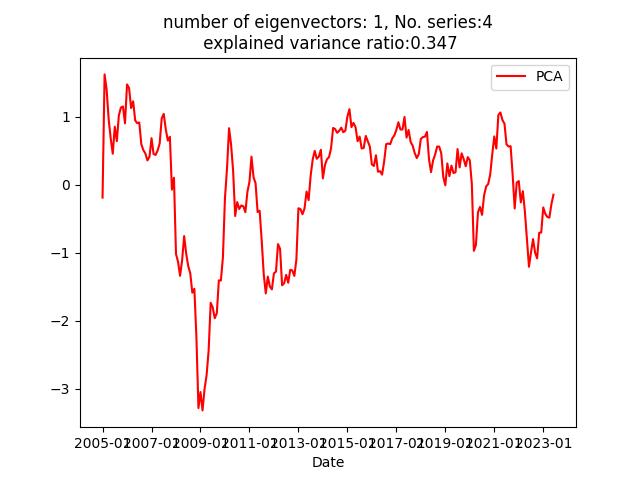 number of eigenvectors: 1, No. series:4
explained variance ratio:0.347
PCA
1
0
−1
−2
−3
2005-01 2007-01 2009-01 2011-01 2013-01 2015-01 2017-01 2019-01 2021-01 2023-01
Date